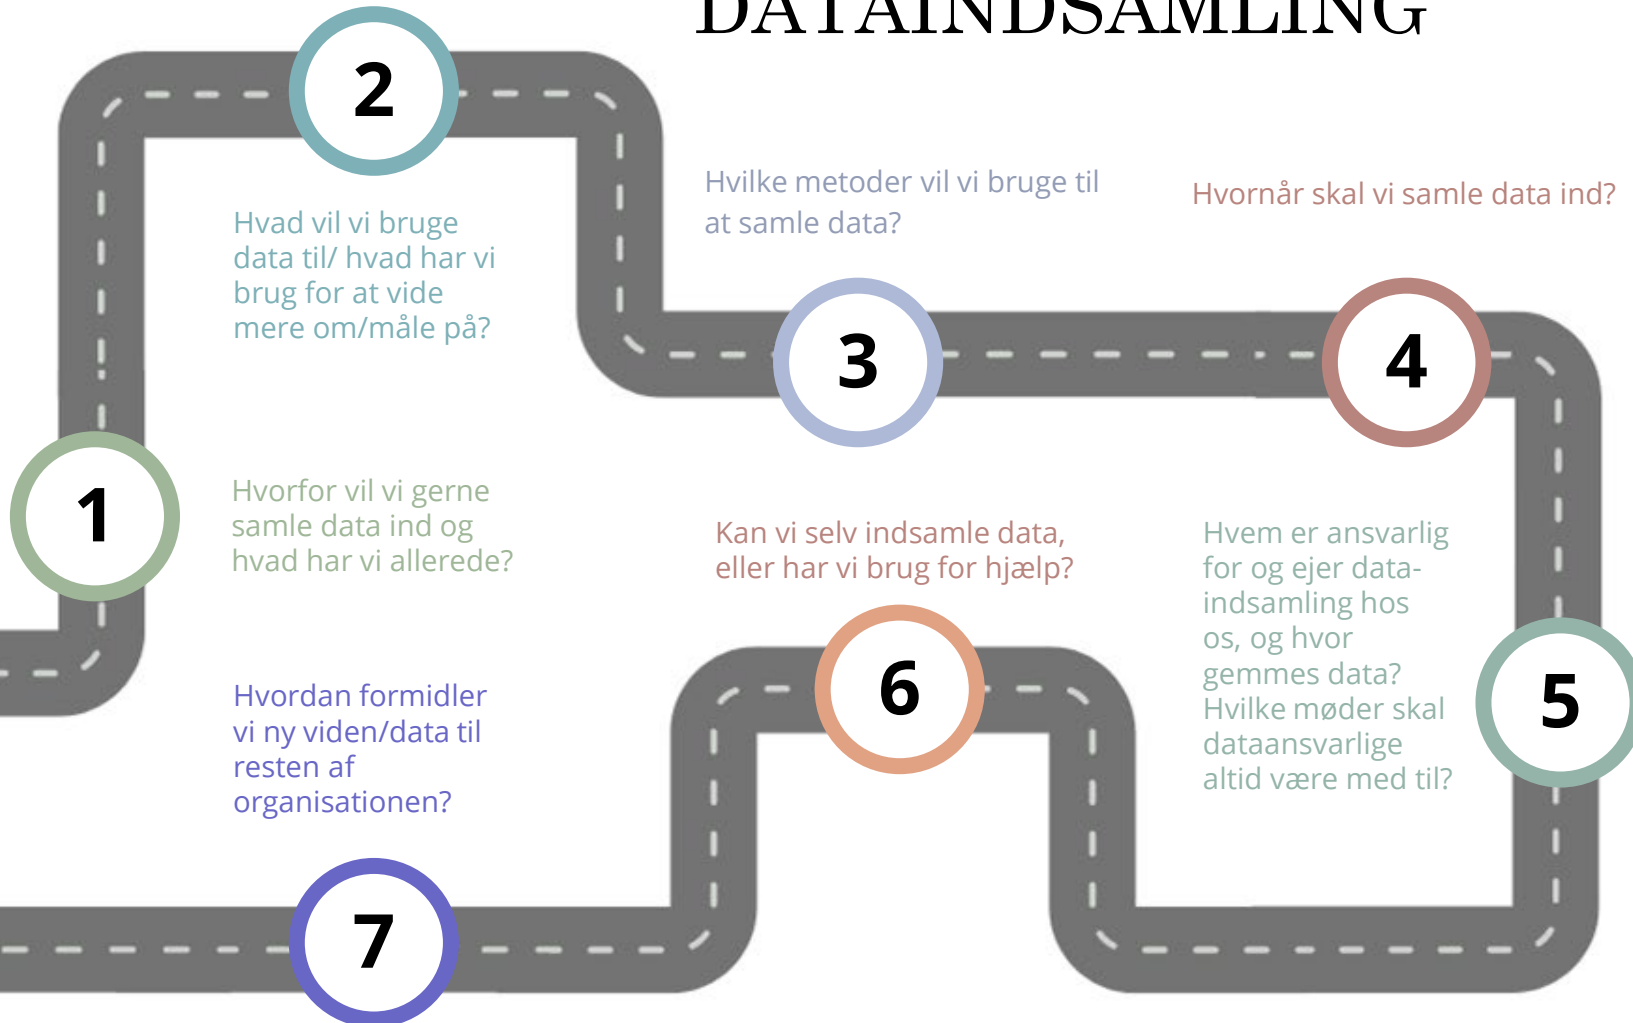 DATAINDSAMLING
1
Hvorfor vil vi gerne
samle data ind og
hvad har vi allerede?
2
Hvad vil vi bruge
data til/ hvad har vi
brug for at vide
mere om/måle på?
3
Hvilke metoder vil vi bruge til
at samle data?
4
Hvornår skal vi samle data ind?
5
Hvem er ansvarlig
for og ejer data-
indsamling hos
os, og hvor
gemmes data?
Hvilke møder skal
dataansvarlige
altid være med til?
6
Kan vi selv indsamle data,
eller har vi brug for hjælp?
7
Hvordan formidler
vi ny viden/data til
resten af
organisationen?